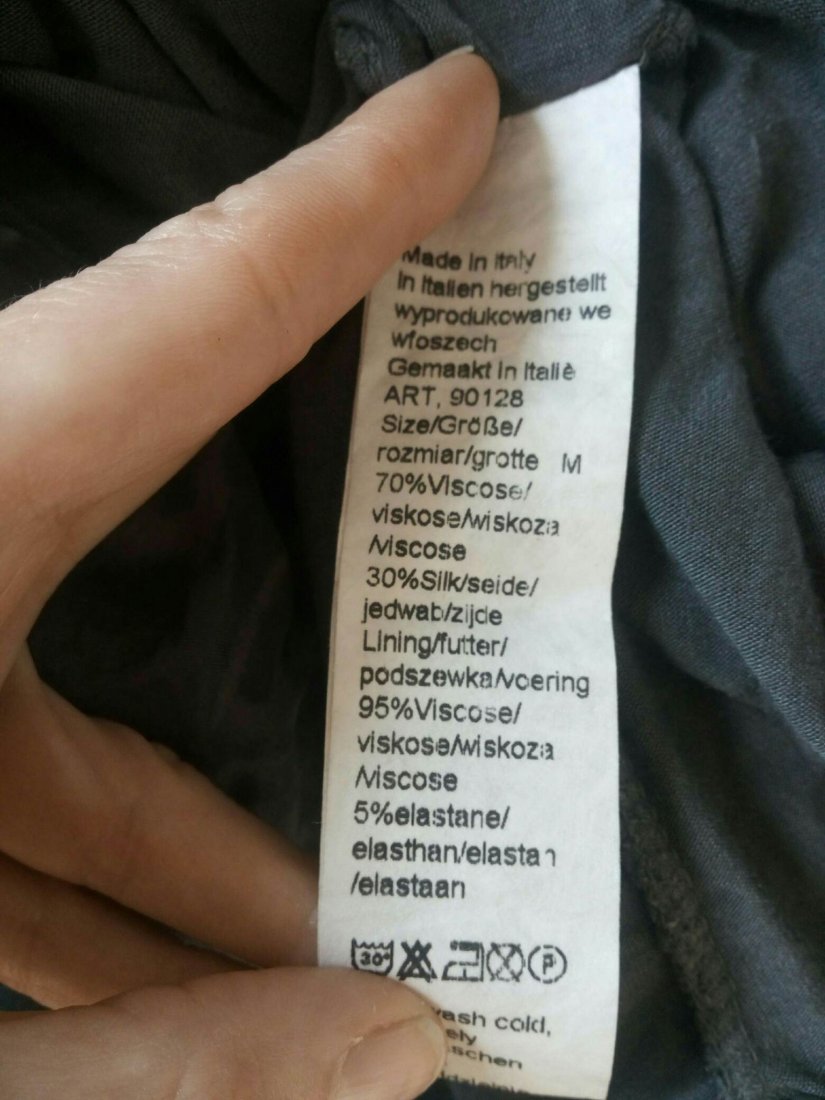 Made in Italy
In Italien hergestellt
wyprodukowane we
wfoszech
Gemaakt in Italiè
ART, 90128
Size/Größe/
rozmiar/grotte M
70%Viscose/
viskose/wiskoza
/viscose
30%Silk/seide/
jedwab/zijde
Lining/futter/
podszewka/voering
95%Viscose/
viskose/wiskoza
/viscose
5%elastane/
elasthan/elastan
/elastaan
30° P
cold,